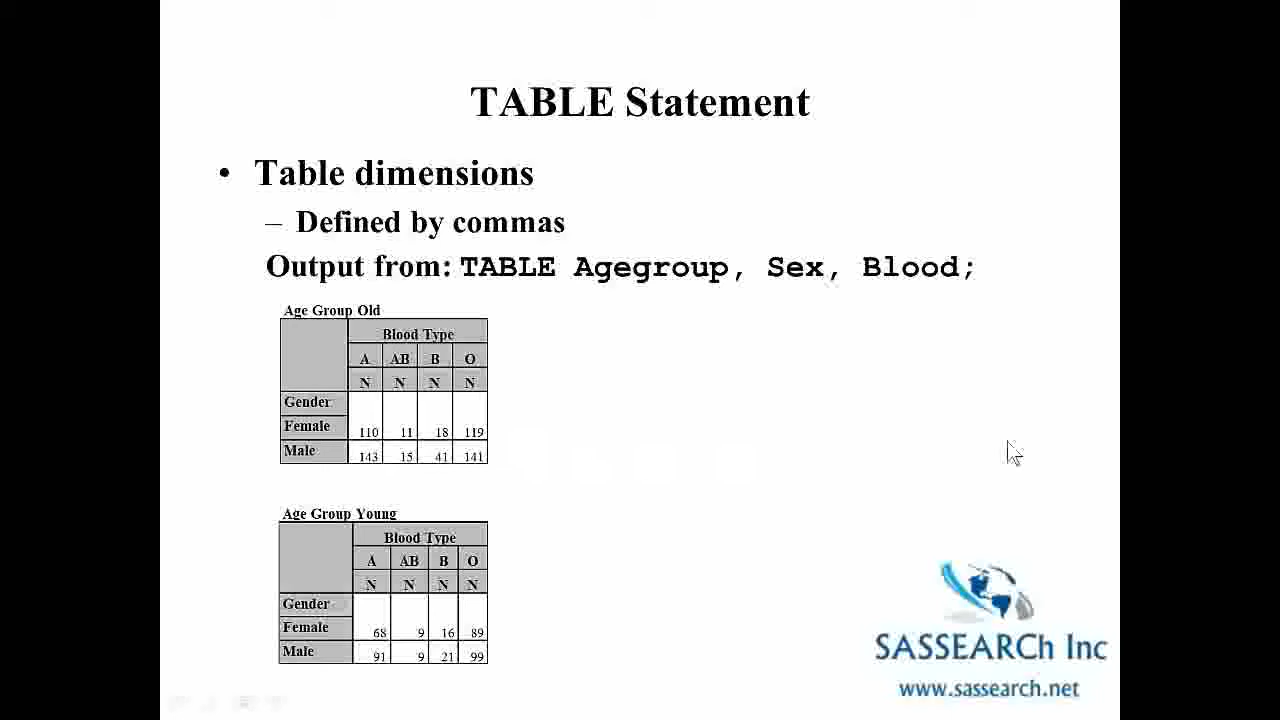 TABLE Statement
• Table dimensions
– Defined by commas
Output from: TABLE Agegroup, Sex, Blood;
Age Group Old
Blood Type
A AB B O
N N N N
Gender
Female 110 11 18 119
Male 143 15 41 141
Age Group Young
Blood Type
A AB B O
N N N N
Gender
Female 68 9 16 89
Male 91 9 21 99
SASSEARCh Inc
www.sassearch.net